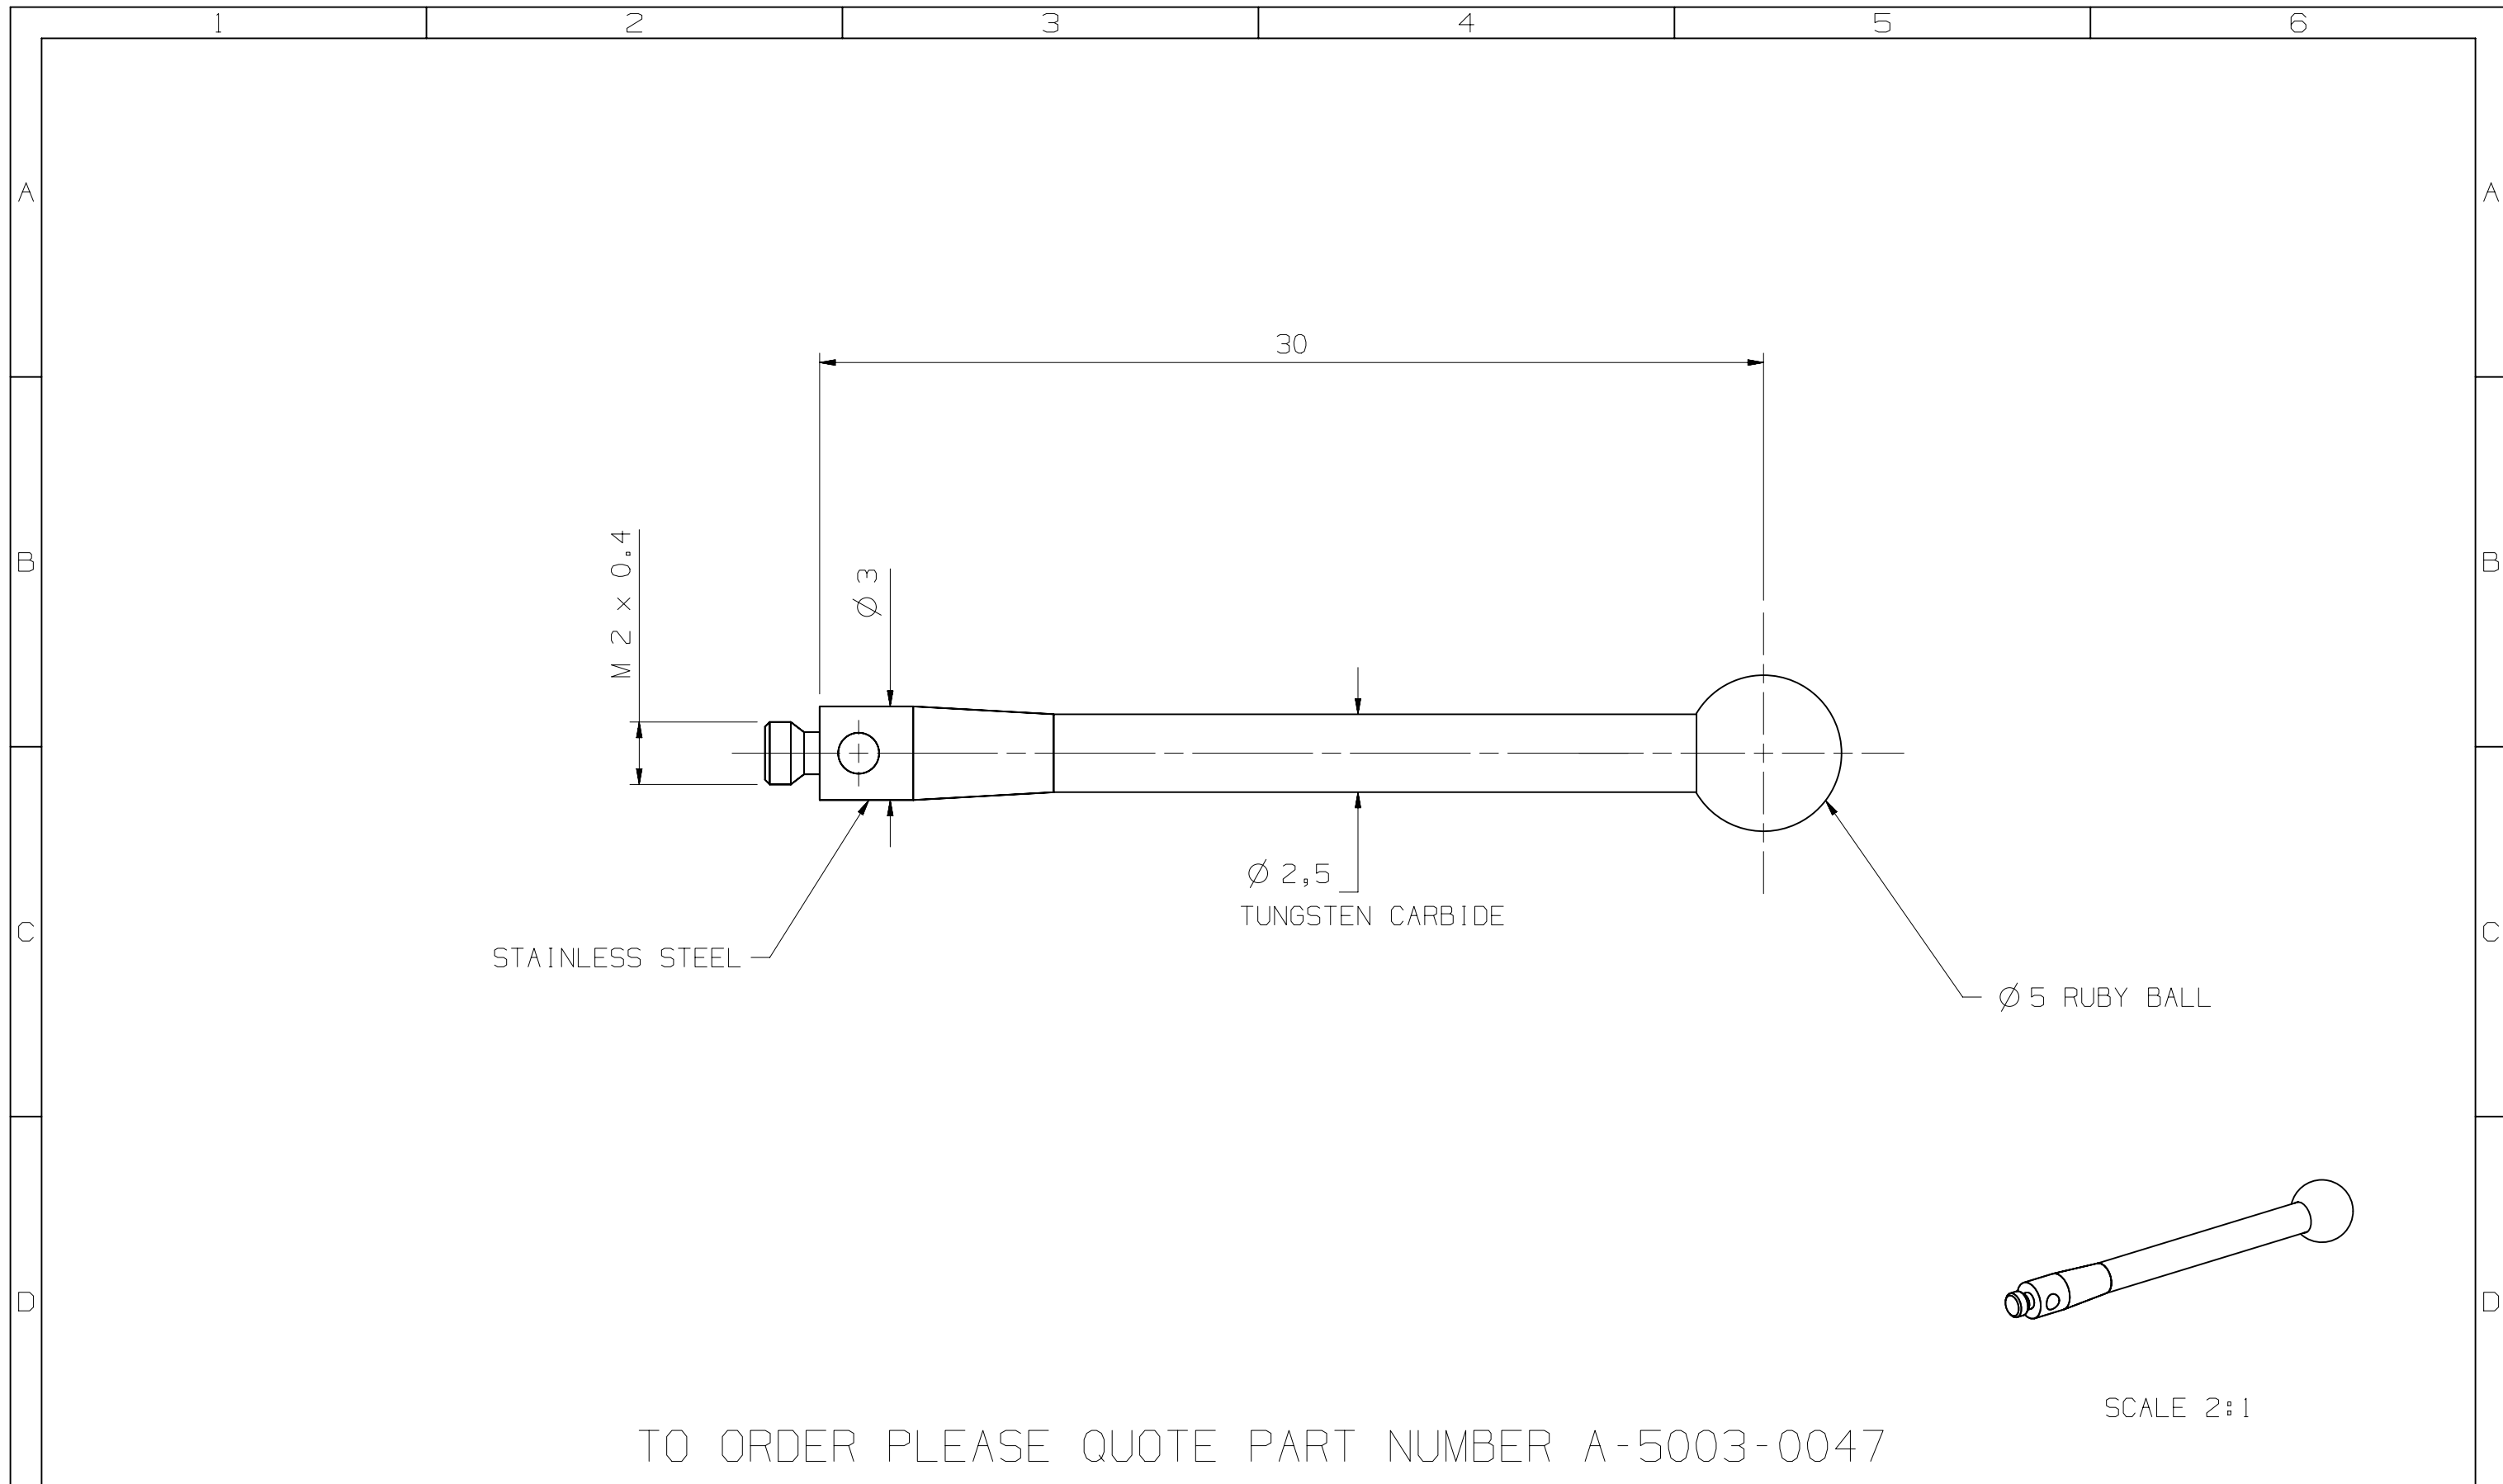 1 2 3 4 5 6
A A
30
B B
M 2 x 0.4
Ø 3
Ø 2,5
TUNGSTEN CARBIDE
C C
STAINLESS STEEL
Ø 5 RUBY BALL
D D
SCALE 2:1
TO ORDER PLEASE QUOTE PART NUMBER A-5003-0047